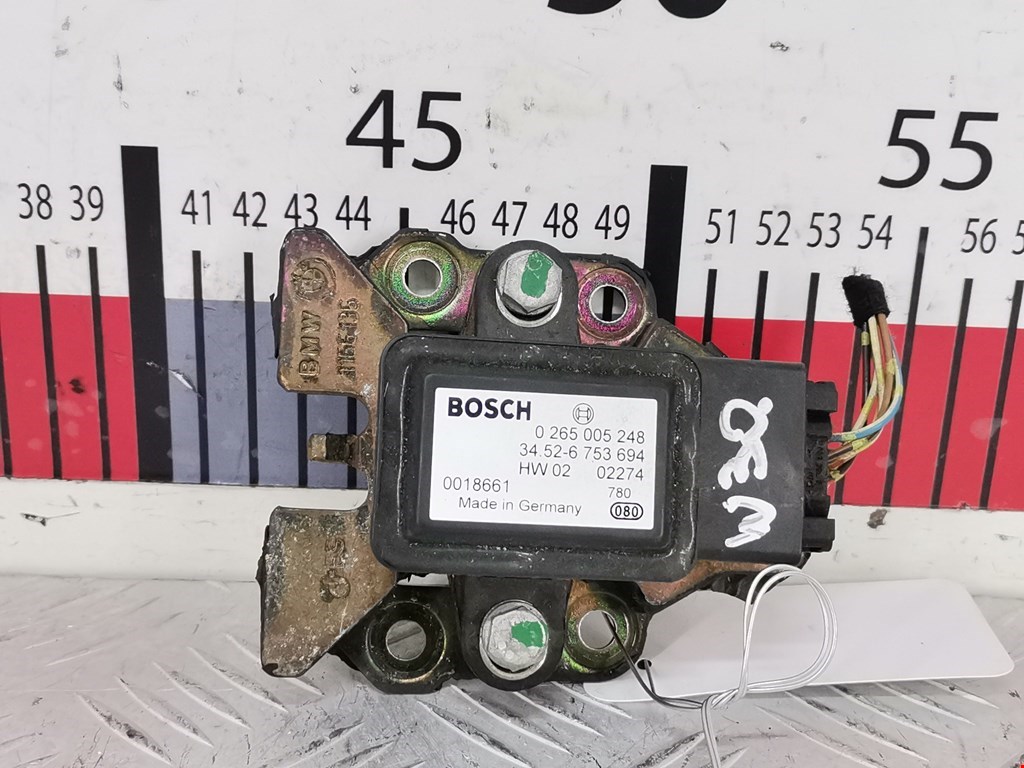 45
55
38 39 41 42 43 44 46 47 48 49 51 52 53 54 56
BMW
BOSCH
0 265 005 248
34.52-6 753 694
HW 02 02274
0018661 780
Made in Germany 080